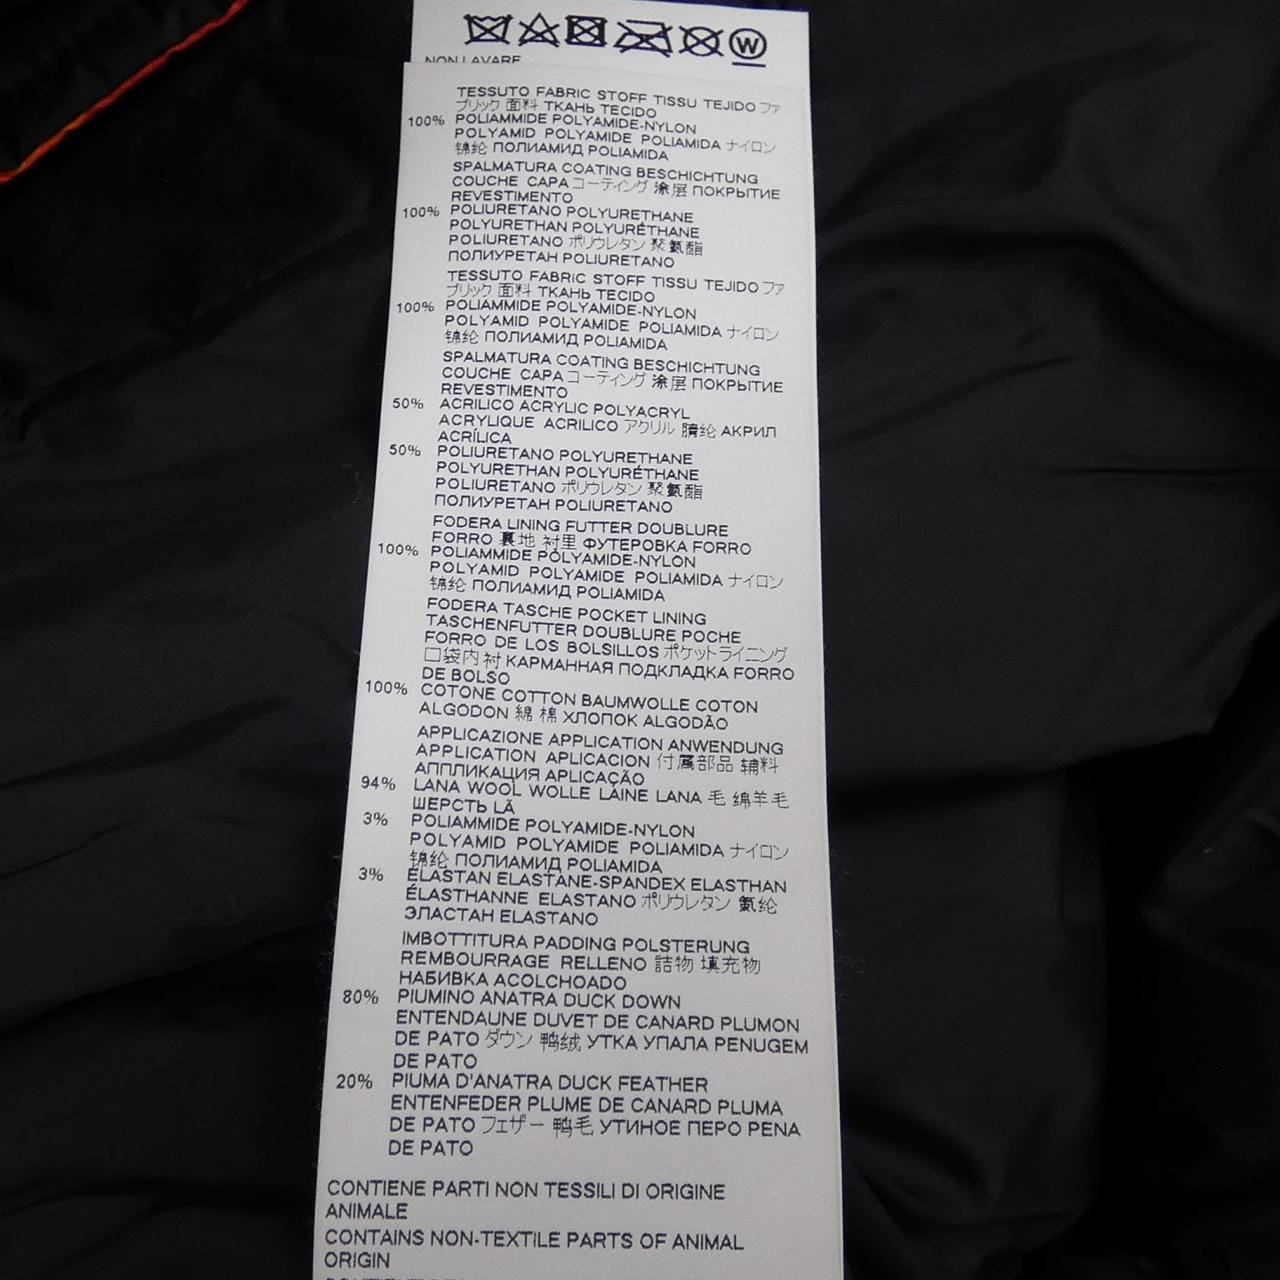 W
NON LAVARE
TESSUTO FABRIC STOFF TISSU TEJIDO ファ
ブリック 面料 ТКАНЬ TECIDO
100% POLIAMMIDE POLYAMIDE-NYLON
POLYAMID POLYAMIDE POLIAMIDA ナイロン
锦纶 ПОЛИАМИД POLIAMIDA
SPALMATURA COATING BESCHICHTUNG
COUCHE CAPA コーティング 涂层 ПОКРЫТИЕ
REVESTIMENTO
100% POLIURETANO POLYURETHANE
POLYURETHAN POLYURÉTHANE
POLIURETANO ポリウレタン 聚氨酯
ПОЛИУРЕТАН POLIURETANO
TESSUTO FABRIC STOFF TISSU TEJIDO ファ
ブリック 面料 ТКАНЬ TECIDO
100% POLIAMMIDE POLYAMIDE-NYLON
POLYAMID POLYAMIDE POLIAMIDA ナイロン
锦纶 ПОЛИАМИД POLIAMIDA
SPALMATURA COATING BESCHICHTUNG
COUCHE CAPA コーティング 涂层 ПОКРЫТИЕ
REVESTIMENTO
50% ACRILICO ACRYLIC POLYACRYL
ACRYLIQUE ACRILICO アクリル 腈纶 АКРИЛ
ACRÍLICA
50% POLIURETANO POLYURETHANE
POLYURETHAN POLYURÉTHANE
POLIURETANO ポリウレタン 聚氨酯
ПОЛИУРЕТАН POLIURETANO
FODERA LINING FUTTER DOUBLURE
FORRO 裏地 衬里 ФУТЕРОВКА FORRO
100% POLIAMMIDE POLYAMIDE-NYLON
POLYAMID POLYAMIDE POLIAMIDA ナイロン
锦纶 ПОЛИАМИД POLIAMIDA
FODERA TASCHE POCKET LINING
TASCHENFUTTER DOUBLURE POCHE
FORRO DE LOS BOLSILLOS ポケットライニング
口袋内衬 КАРМАННАЯ ПОДКЛАДКА FORRO
DE BOLSO
100% COTONE COTTON BAUMWOLLE COTON
ALGODON 綿 棉 ХЛОПОК ALGODÃO
APPLICAZIONE APPLICATION ANWENDUNG
APPLICATION APLICACION 付属部品 辅料
АППЛИКАЦИЯ APLICAÇÃO
94% LANA WOOL WOLLE LAINE LANA 毛 绵羊毛
ШЕРСТЬ LÃ
3% POLIAMMIDE POLYAMIDE-NYLON
POLYAMID POLYAMIDE POLIAMIDA ナイロン
锦纶 ПОЛИАМИД POLIAMIDA
3% ELASTAN ELASTANE-SPANDEX ELASTHAN
ÉLASTHANNE ELASTANO ポリウレタン 氨纶
ЭЛАСТАН ELASTANO
IMBOTTITURA PADDING POLSTERUNG
REMBOURRAGE RELLENO 詰物 填充物
НАБИВКА ACOLCHOADO
80% PIUMINO ANATRA DUCK DOWN
ENTENDAUNE DUVET DE CANARD PLUMON
DE PATO ダウン 鸭绒 УТКА УПАЛА PENUGEM
DE PATO
20% PIUMA D'ANATRA DUCK FEATHER
ENTENFEDER PLUME DE CANARD PLUMA
DE PATO フェザー 鸭毛 УТИНОЕ ПЕРО PENA
DE PATO
CONTIENE PARTI NON TESSILI DI ORIGINE
ANIMALE
CONTAINS NON-TEXTILE PARTS OF ANIMAL
ORIGIN